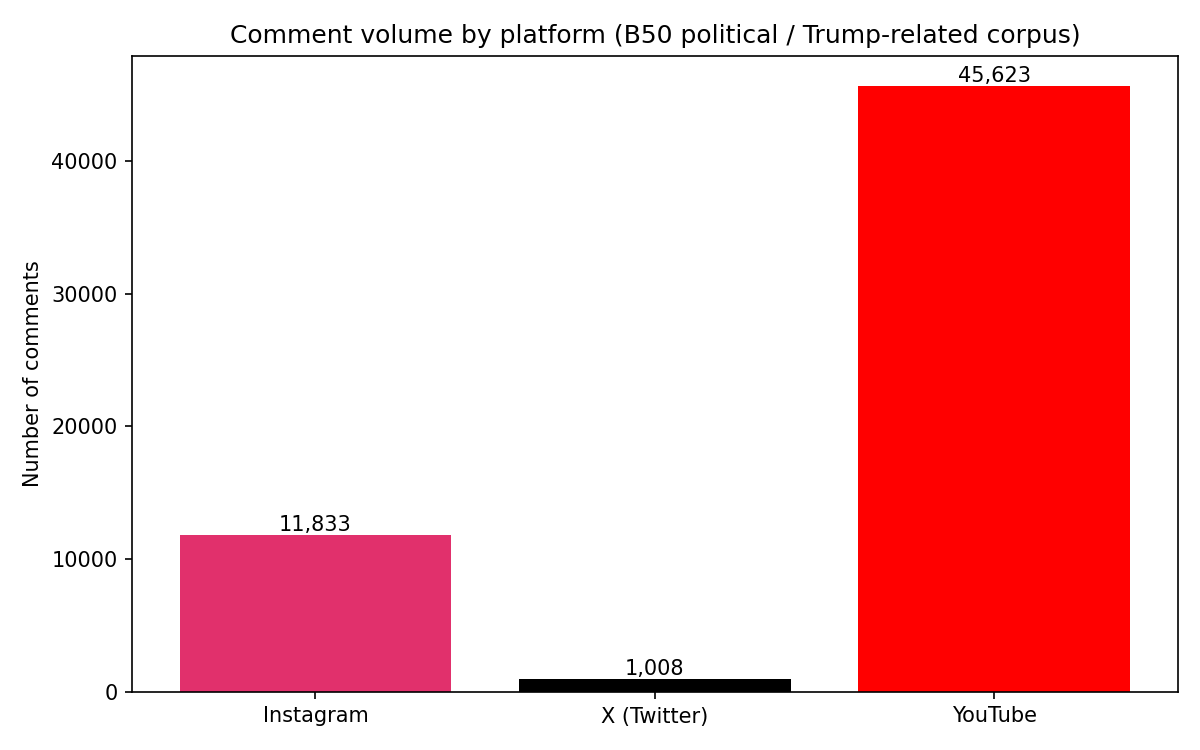 Comment volume by platform (B50 political / Trump-related corpus)
45,623
40000
30000
20000
10000
0
Number of comments
11,833
1,008
Instagram
X (Twitter)
YouTube